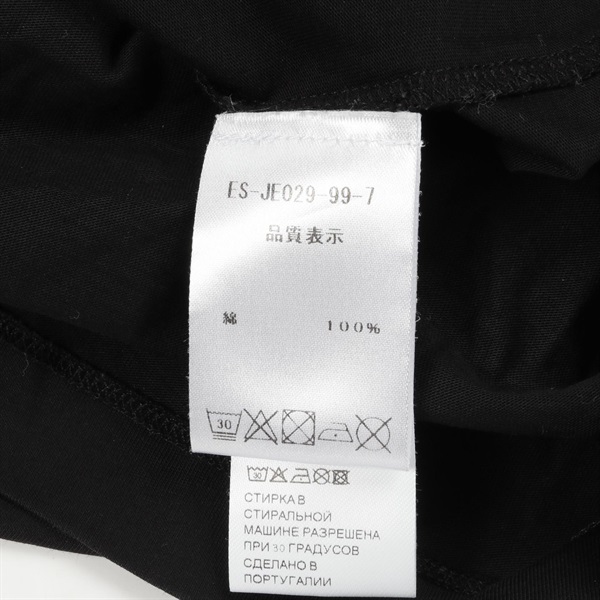 ES-JE029-99-7
品質表示
綿 100%
30
30
СТИРКА В
СТИРАЛЬНОЙ
МАШИНЕ РАЗРЕШЕНА
ПРИ 30 ГРАДУСОВ
СДЕЛАНО В
ПОРТУГАЛИИ